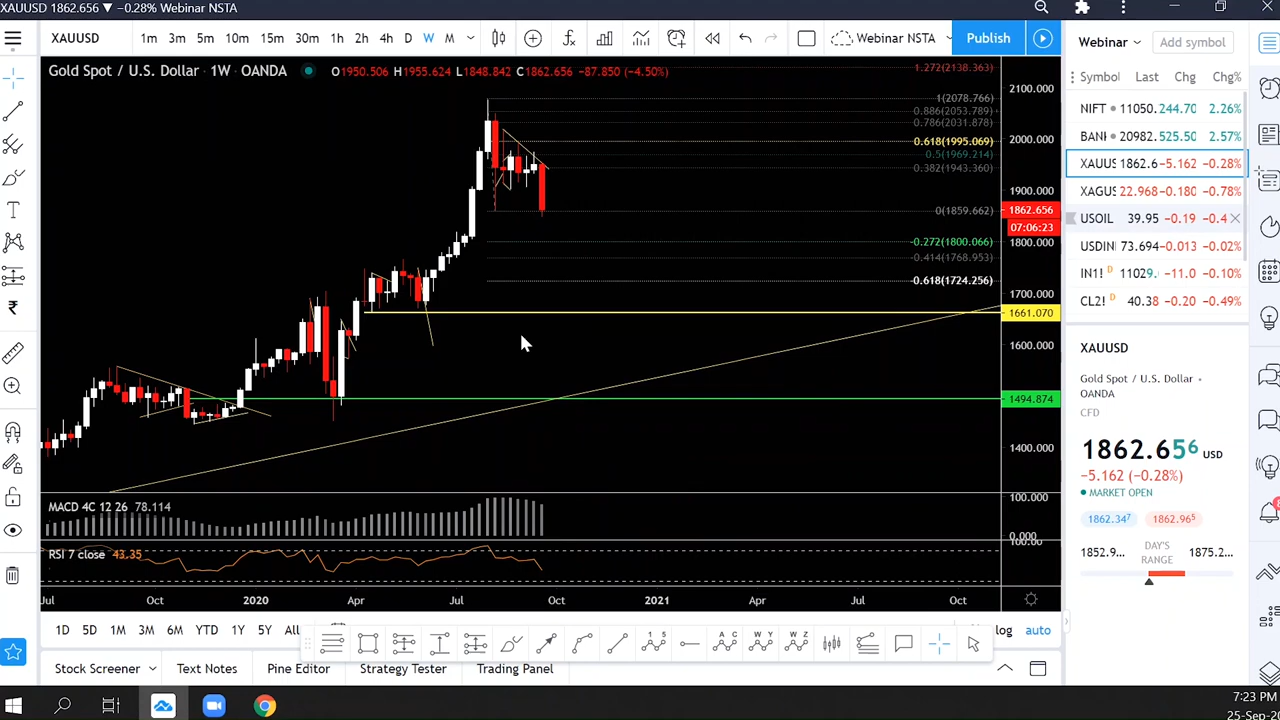 XAUUSD 1862.656 ▼ −0.28% Webinar NSTA
XAUUSD 1m 3m 5m 10m 15m 30m 1h 2h 4h D W M Webinar NSTA Publish
Webinar Add symbol
Gold Spot / U.S. Dollar · 1W · OANDA O1950.506 H1955.624 L1848.842 C1862.656 −87.850 (−4.50%)
Symbol Last Chg Chg%
NIFT 11050. 244.70 2.26%
BANI 20982. 525.50 2.57%
XAUUS 1862.6 −5.162 −0.28%
XAGUS 22.968 −0.180 −0.78%
USOIL 39.95 −0.19 −0.4
USDIN 73.694 −0.013 −0.02%
IN1! D 11029. −11.0 −0.10%
CL2! D 40.38 −0.20 −0.49%
1.272(2138.363)
1(2078.766)
0.886(2053.789)
0.786(2031.878)
0.618(1995.069)
0.5(1969.214)
0.382(1943.360)
0(1859.662)
-0.272(1800.066)
-0.414(1768.953)
-0.618(1724.256)
2100.000
2000.000
1900.000
1862.656
07:06:23
1800.000
1700.000
1661.070
1600.000
1494.874
1400.000
XAUUSD
Gold Spot / U.S. Dollar •
OANDA
CFD
1862.656 USD
−5.162 (−0.28%)
MARKET OPEN
1862.347 1862.965
1852.9... DAY'S RANGE 1875.2...
MACD 4C 12 26 78.114
100.000
0.000
RSI 7 close 43.35
100.00
Jul Oct 2020 Apr Jul Oct 2021 Apr Jul Oct
1D 5D 1M 3M 6M YTD 1Y 5Y All
log auto
Stock Screener Text Notes Pine Editor Strategy Tester Trading Panel
7:23 PM
25-Sep-20